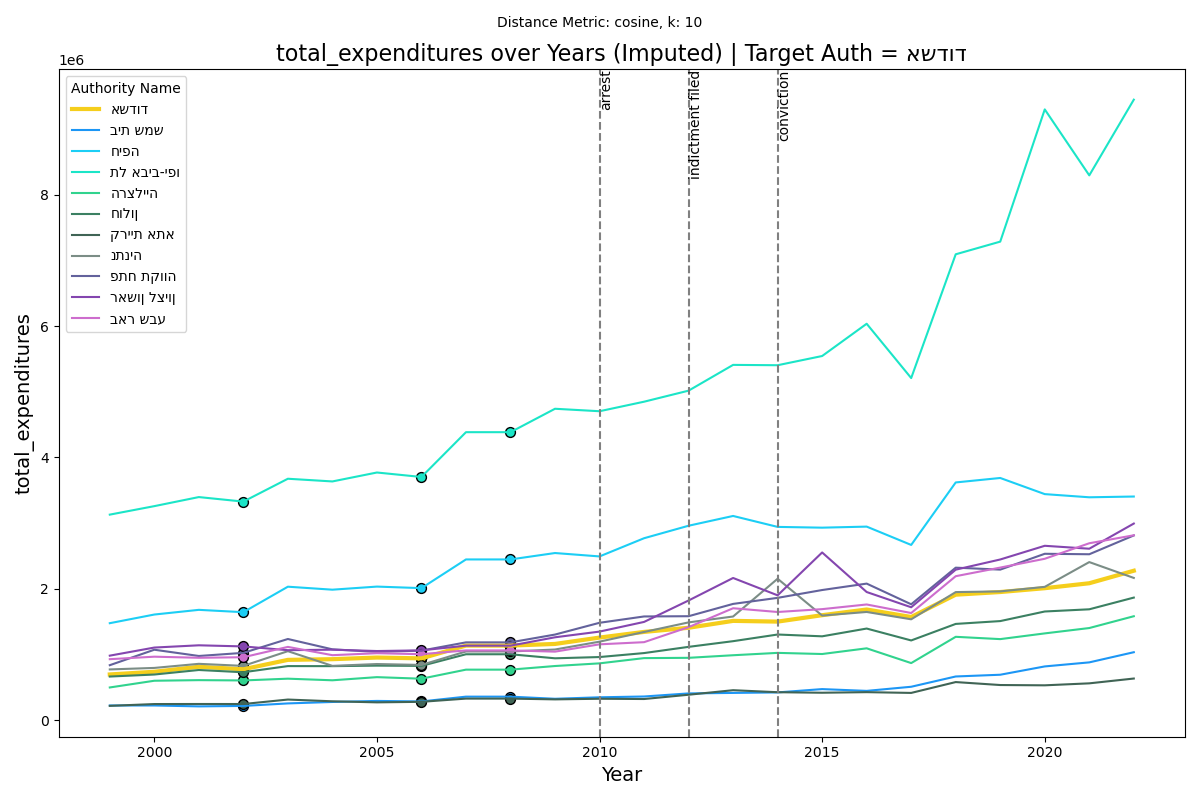 Distance Metric: cosine, k: 10
total_expenditures over Years (Imputed) | Target Auth = אשדוד
1e6
Authority Name
אשדוד
בית שמש
חיפה
תל אביב-יפו
הרצלייה
חולון
קריית אתא
נתניה
פתח תקווה
ראשון לציון
באר שבע
arrest
indictment filed
conviction
8
6
4
2
0
total_expenditures
2000
2005
2010
2015
2020
Year